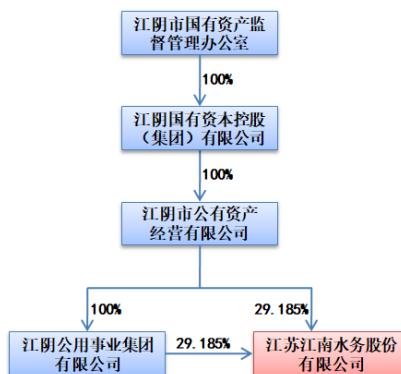 江阴市国有资产监
督管理办公室
100%
江阴国有资本控股
（集团）有限公司
100%
江阴市公有资产
经营有限公司
100%
29.185%
江阴公用事业集团
有限公司
29.185%
江苏江南水务股份
有限公司